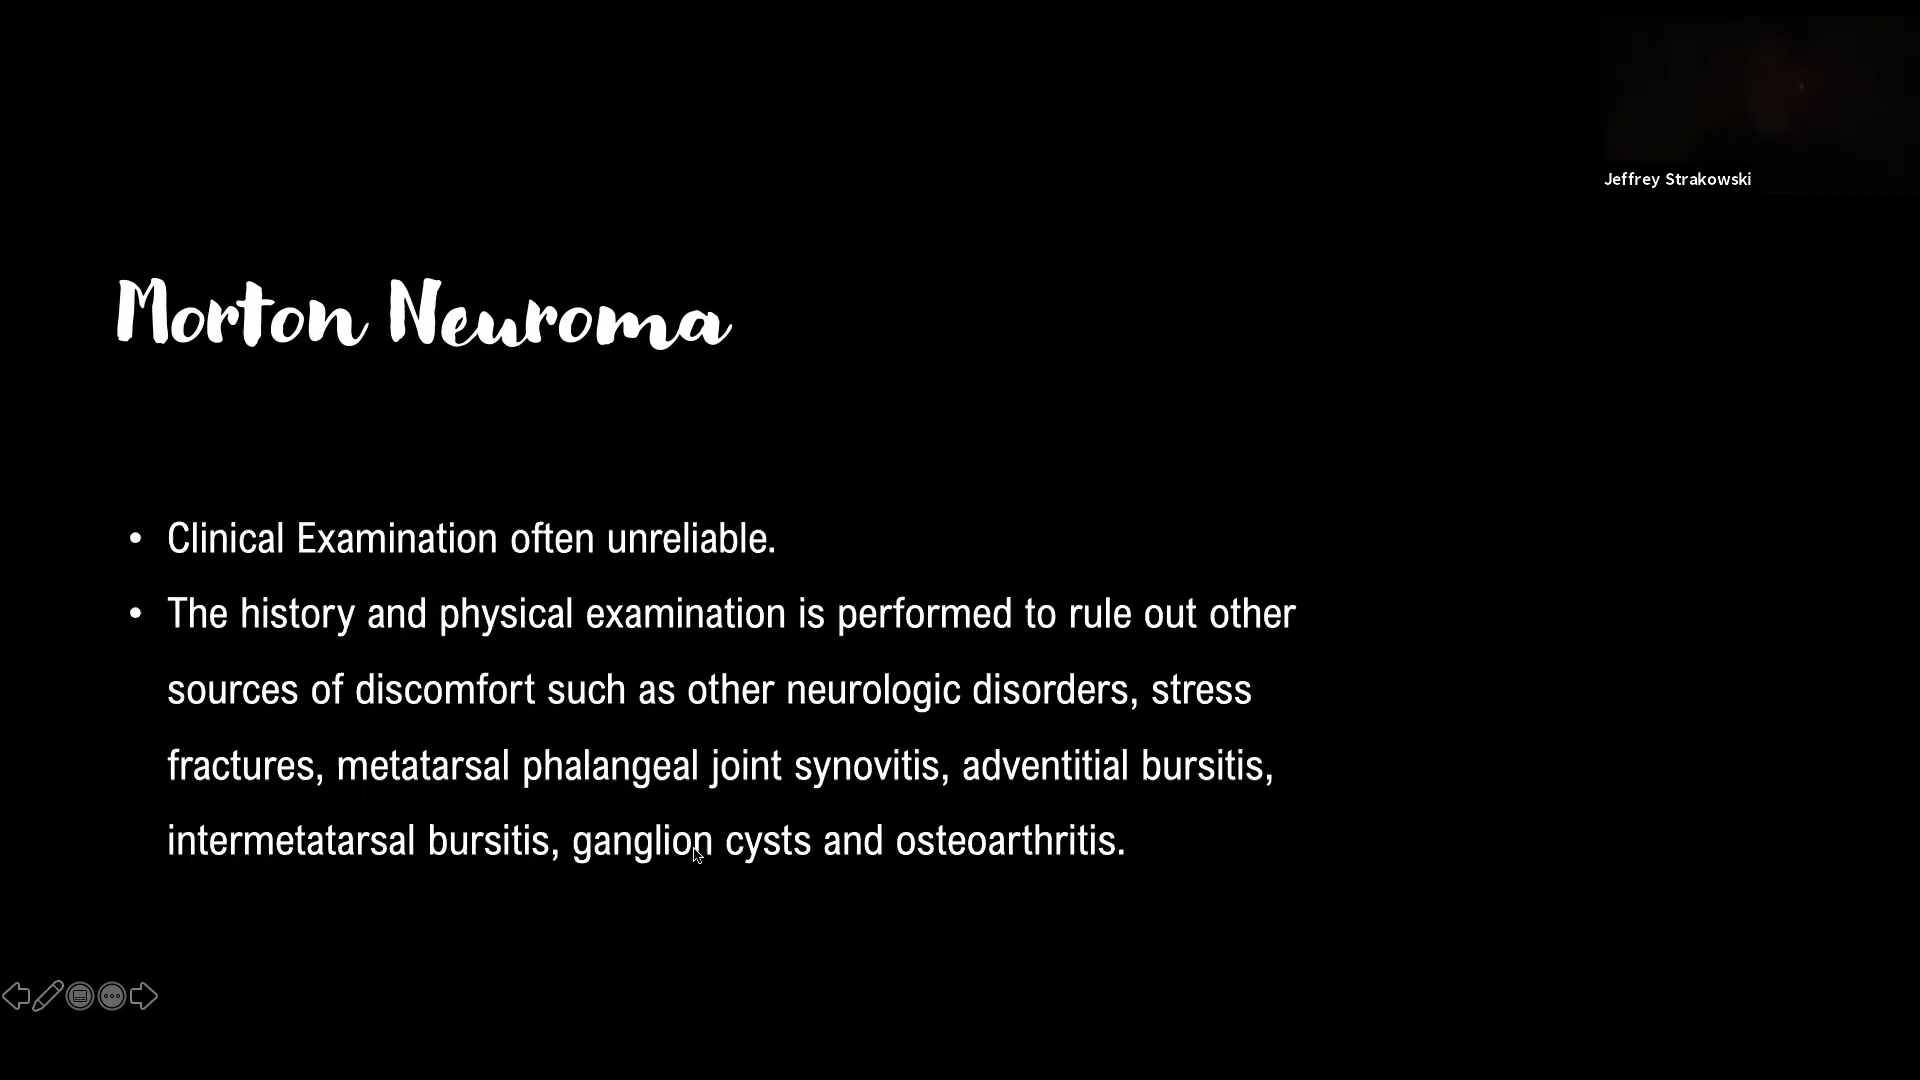 Jeffrey Strakowski
Morton Neuroma
• Clinical Examination often unreliable.
• The history and physical examination is performed to rule out other
sources of discomfort such as other neurologic disorders, stress
fractures, metatarsal phalangeal joint synovitis, adventitial bursitis,
intermetatarsal bursitis, ganglion cysts and osteoarthritis.